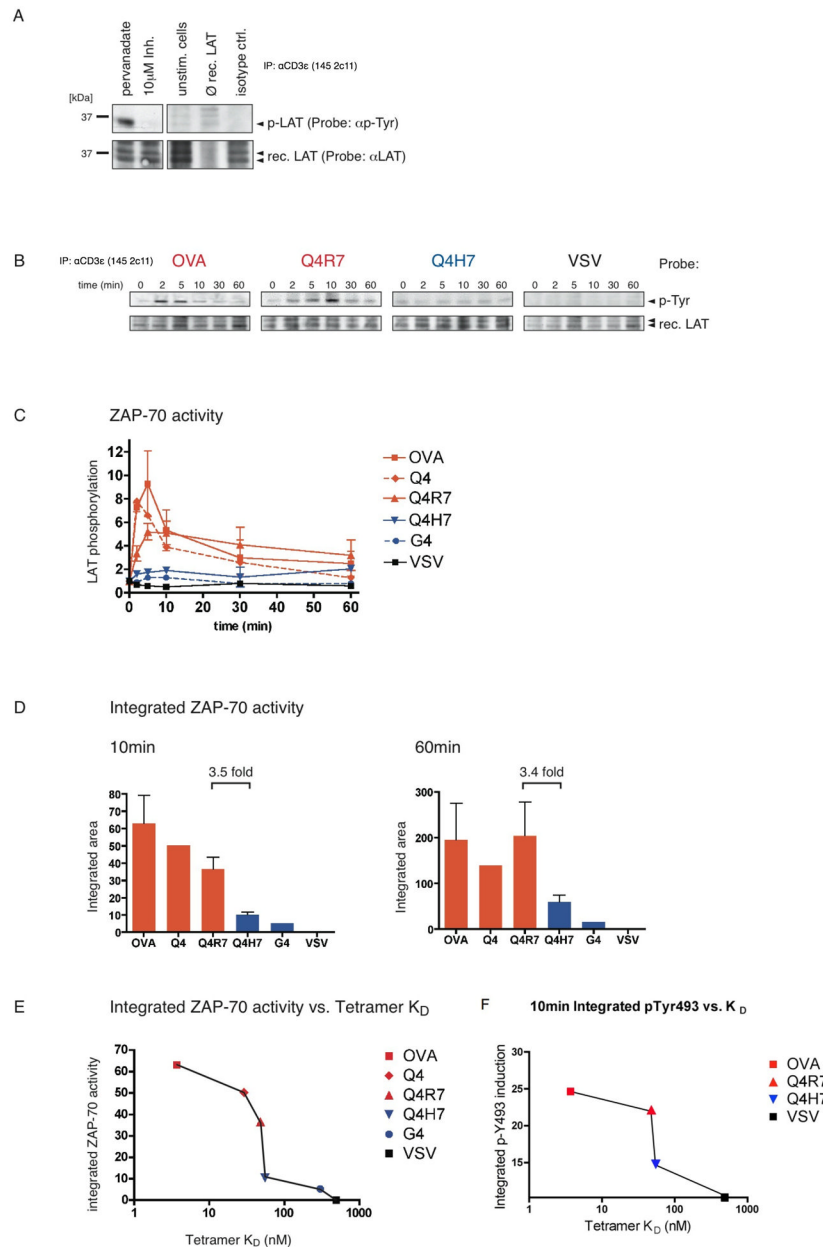 A
pervanadate
10µM Inh.
unstim. cells
Ø rec. LAT
isotype ctrl.
IP: αCD3ε (145 2c11)
[kDa]
37
p-LAT (Probe: αp-Tyr)
37
rec. LAT (Probe: αLAT)
B
IP: αCD3ε (145 2c11)
OVA Q4R7 Q4H7 VSV Probe:
time (min) 0 2 5 10 30 60 0 2 5 10 30 60 0 2 5 10 30 60 0 2 5 10 30 60
p-Tyr
rec. LAT
C ZAP-70 activity
LAT phosphorylation
12
10
8
6
4
2
0
0 10 20 30 40 50 60
time (min)
OVA
Q4
Q4R7
Q4H7
G4
VSV
D Integrated ZAP-70 activity
10min
3.5 fold
Integrated area
80
70
60
50
40
30
20
10
0
OVA Q4 Q4R7 Q4H7 G4 VSV
60min
3.4 fold
Integrated area
300
200
100
0
OVA Q4 Q4R7 Q4H7 G4 VSV
E Integrated ZAP-70 activity vs. Tetramer KD
integrated ZAP-70 activity
70
60
50
40
30
20
10
0
1 10 100 1000
Tetramer KD (nM)
OVA
Q4
Q4R7
Q4H7
G4
VSV
F 10min Integrated pTyr493 vs. K D
Integrated p-Y493 induction
30
25
20
15
1 10 100 1000
Tetramer KD (nM)
OVA
Q4R7
Q4H7
VSV